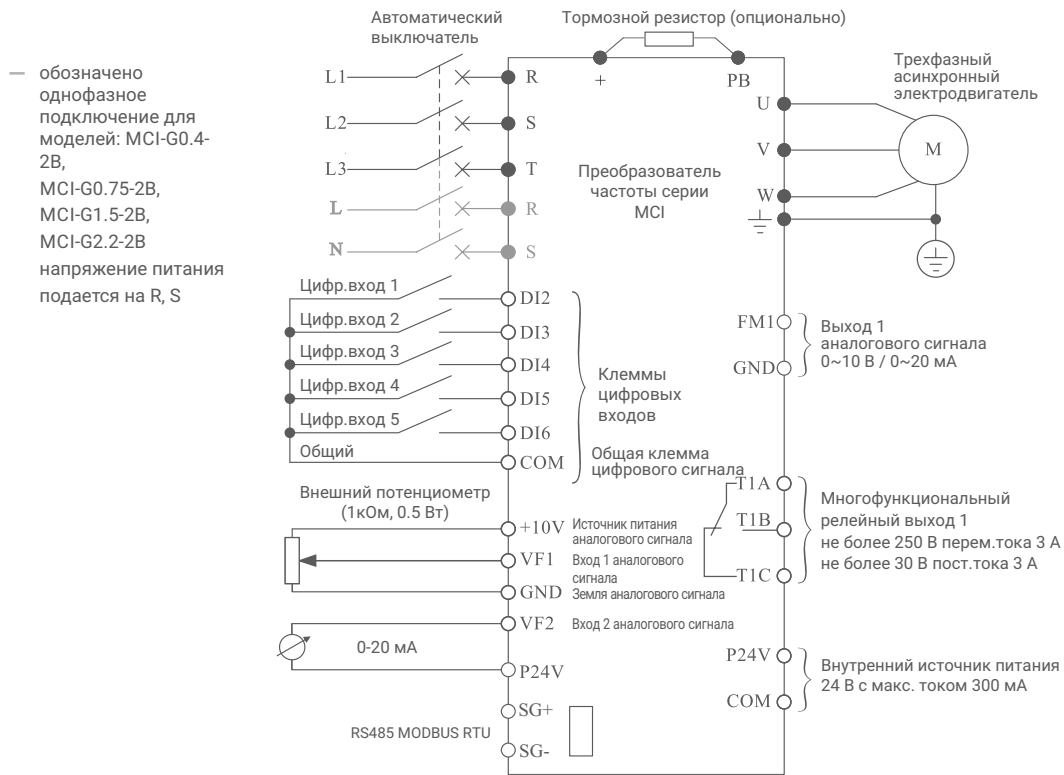 — обозначено
однофазное
подключение для
моделей: MCI-G0.4-
2В,
MCI-G0.75-2В,
MCI-G1.5-2В,
MCI-G2.2-2В
напряжение питания
подается на R, S
Автоматический
выключатель
Тормозной резистор (опционально)
+
PB
L1
R
L2
S
L3
T
L
R
N
S
Преобразователь
частоты серии
MCI
U
V
W
M
Трехфазный
асинхронный
электродвигатель
Цифр.вход 1
DI2
Цифр.вход 2
DI3
Цифр.вход 3
DI4
Цифр.вход 4
DI5
Цифр.вход 5
DI6
Общий
COM
Клеммы
цифровых
входов
Общая клемма
цифрового сигнала
FM1
GND
Выход 1
аналогового сигнала
0~10 В / 0~20 мА
Внешний потенциометр
(1кОм, 0.5 Вт)
+10V
Источник питания
аналогового сигнала
VF1
Вход 1 аналогового
сигнала
GND
Земля аналогового сигнала
VF2
Вход 2 аналогового сигнала
0-20 мА
P24V
T1A
T1B
T1C
Многофункциональный
релейный выход 1
не более 250 В перем.тока 3 А
не более 30 В пост.тока 3 А
P24V
COM
Внутренний источник питания
24 В с макс. током 300 мА
RS485 MODBUS RTU
SG+
SG-